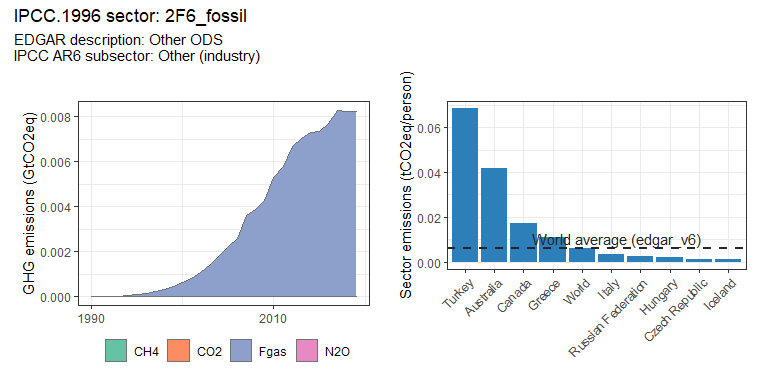 IPCC.1996 sector: 2F6_fossil
EDGAR description: Other ODS
IPCC AR6 subsector: Other (industry)
GHG emissions (GtCO2eq)
0.008
0.006
0.004
0.002
0.000
1990
2010
CH4
CO2
Fgas
N2O
Sector emissions (tCO2eq/person)
0.06
0.04
0.02
0.00
World average (edgar_v6)
Turkey
Australia
Canada
Greece
World
Italy
Russian Federation
Hungary
Czech Republic
Iceland